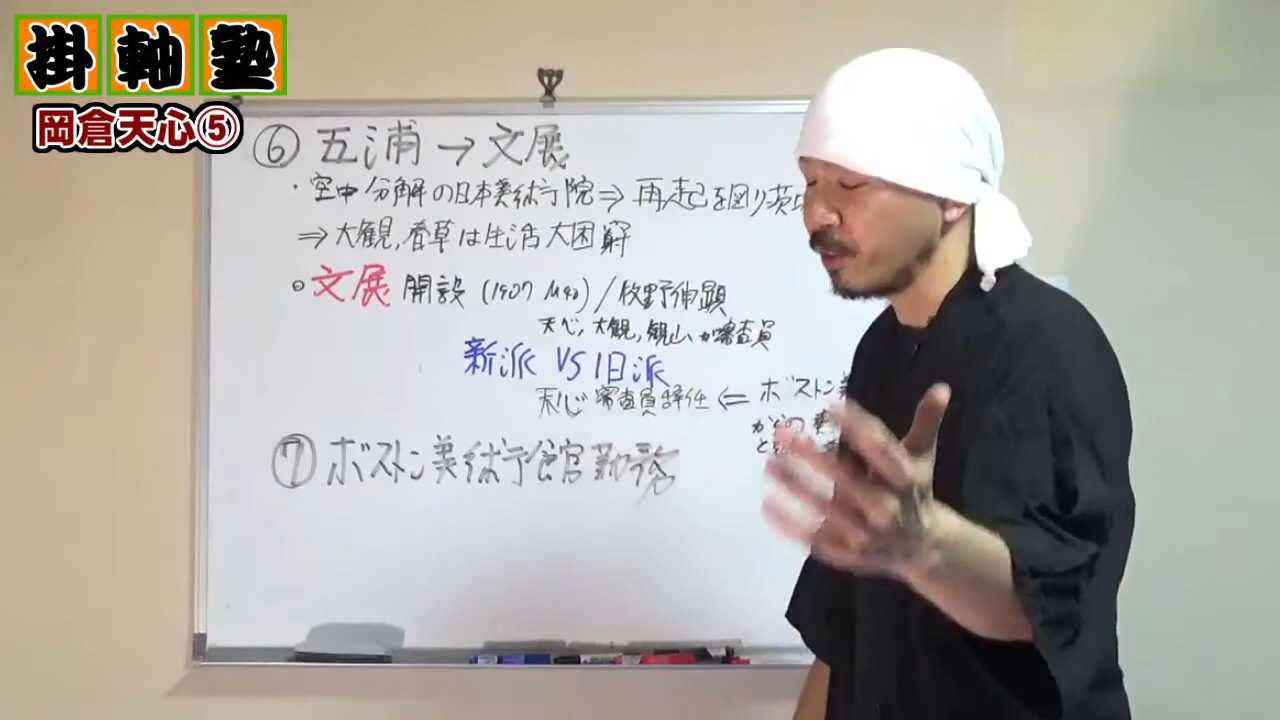 掛軸塾
岡倉天心⑤
⑥ 五浦→文展
・空中分解の日本美術院⇒再起を図り茨
⇒大観,春草は生活大困窮
○文展 開設 (1907 M40) / 牧野伸顕
天心,大観,観山が審査員
新派 VS 旧派
天心審査員辞任 ⇐ ボストン美
からの
と
⑦ ボストン美術館勤務